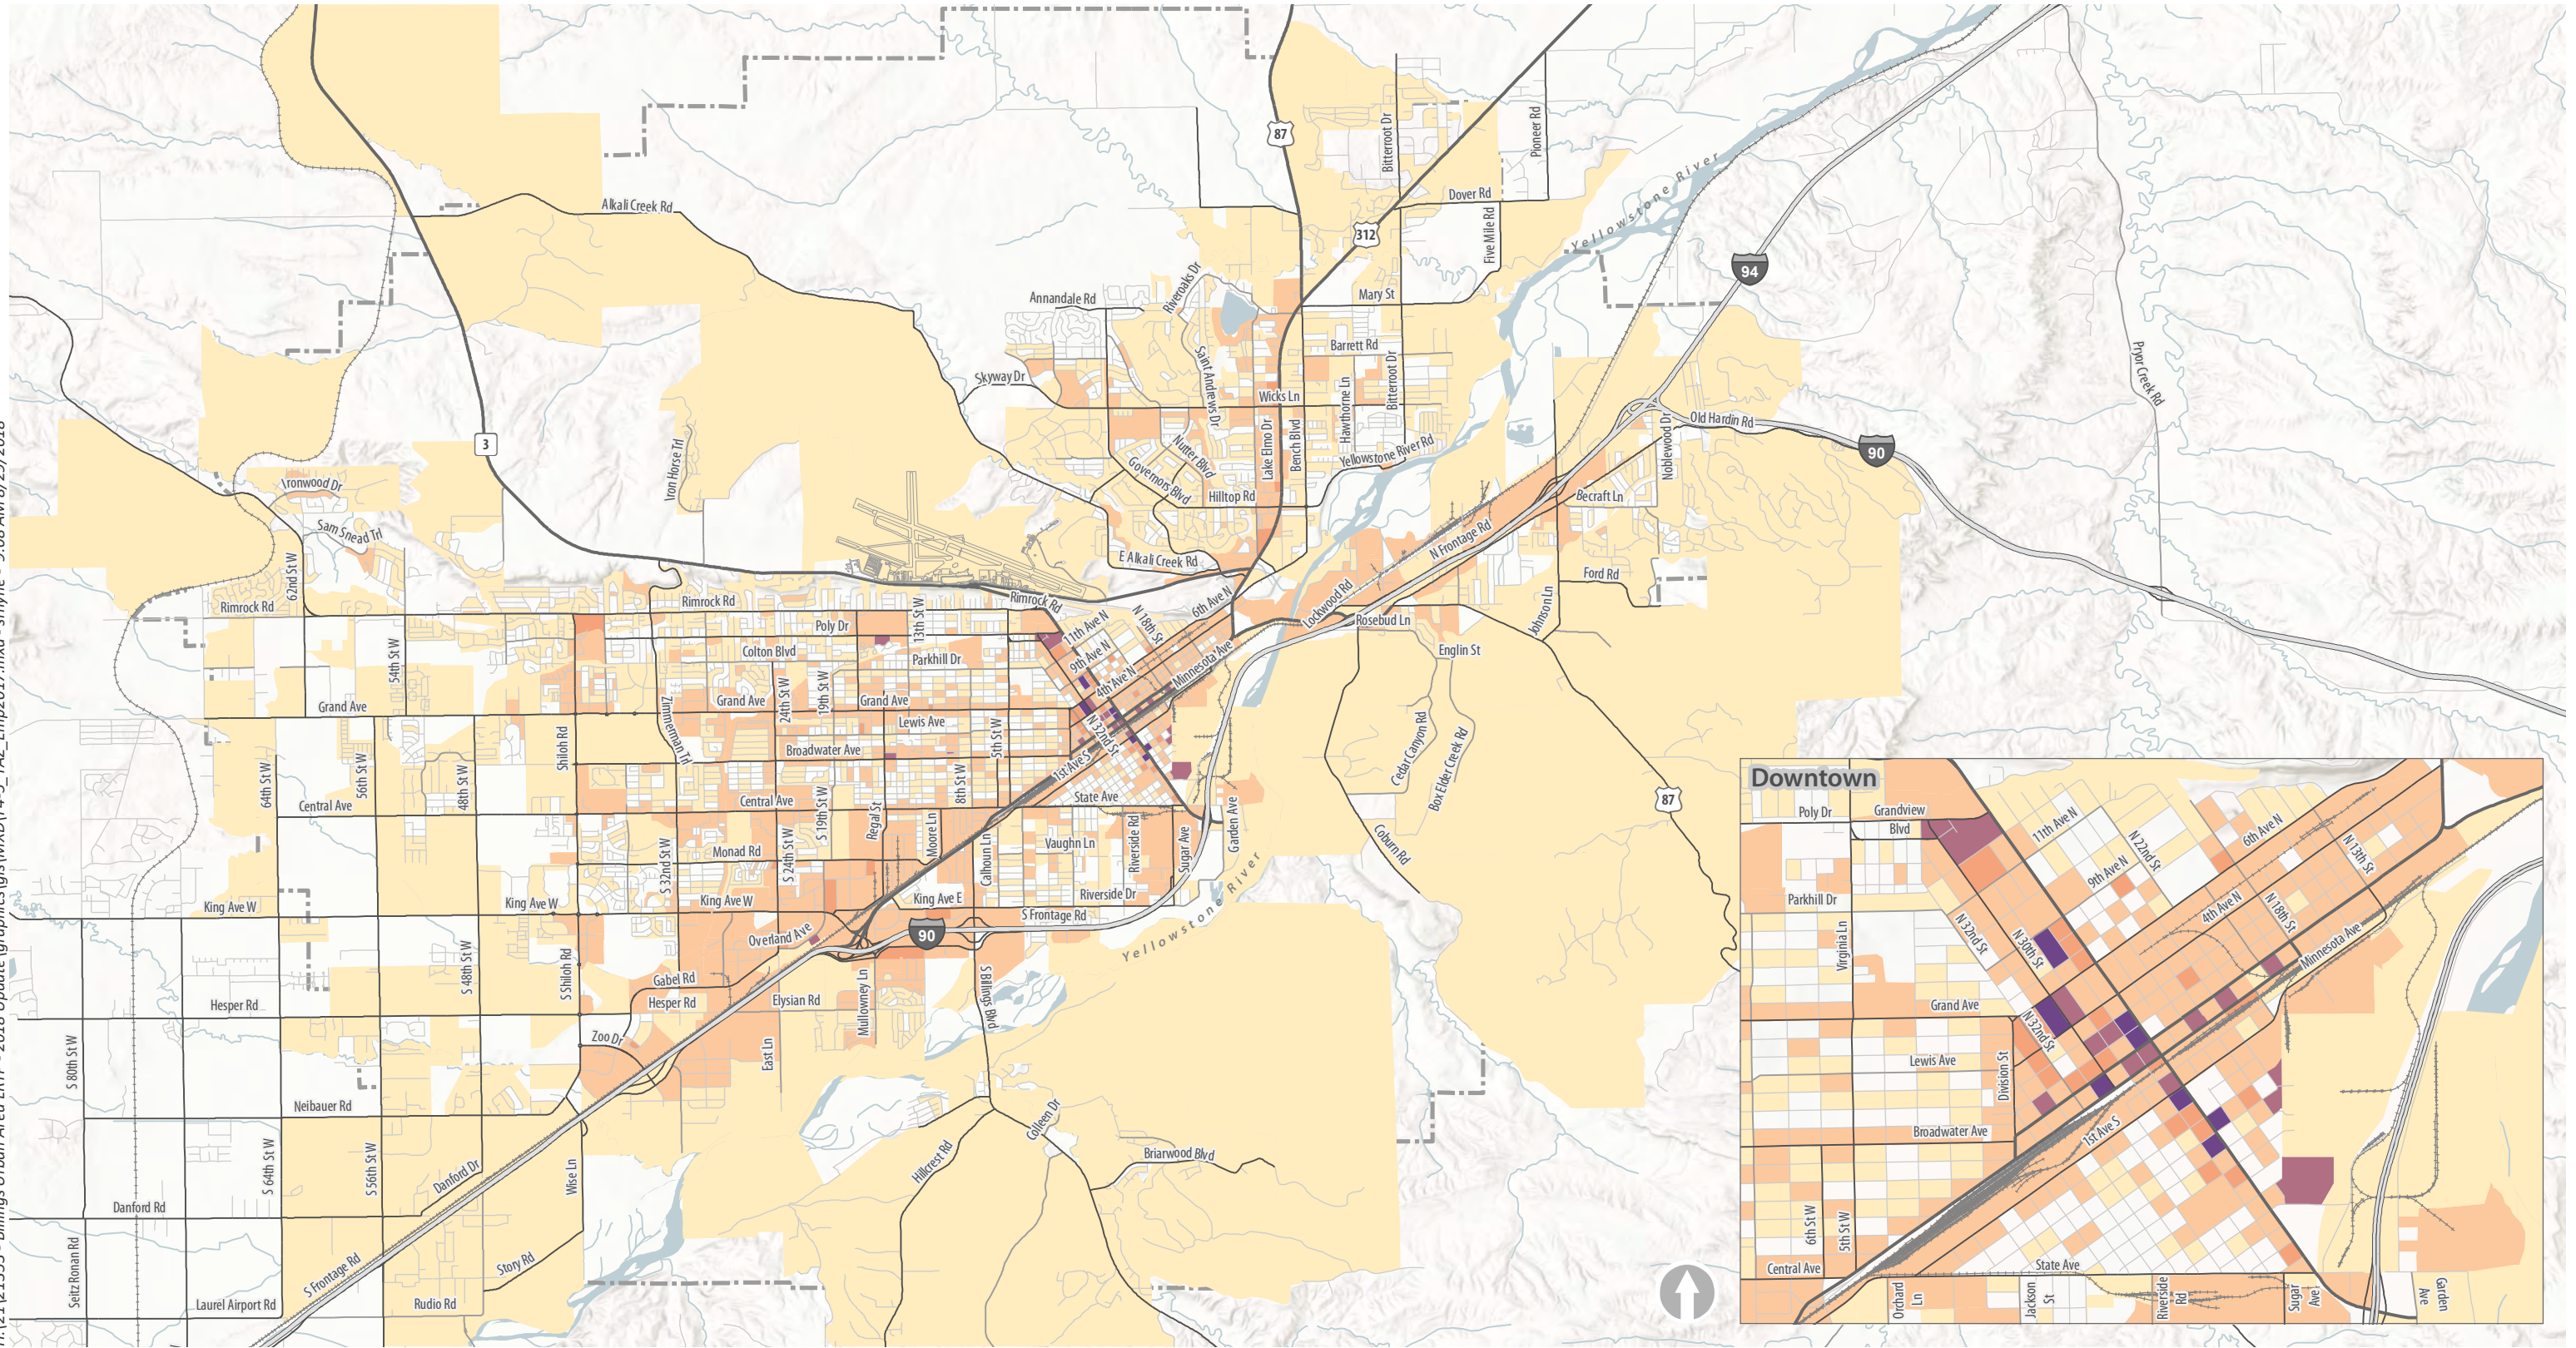 87
Bitterroot Dr
Pioneer Rd
Yellowstone River
Alkali Creek Rd
Dover Rd
312
Five Mile Rd
94
Annandale Rd
Riveroaks Dr
Mary St
Barrett Rd
Saint Andrews Dr
Skyway Dr
Wicks Ln
Hawthorne Ln
Bitterroot Dr
Pryor Creek Rd
3
Iron Horse Trl
Nutter Blvd
Governors Blvd
Lake Elmo Dr
Bench Blvd
Yellowstone River Rd
Noblewood Dr
Old Hardin Rd
90
Ironwood Dr
Sam Snead Trl
Hilltop Rd
Becraft Ln
N Frontage Rd
62nd St W
E Alkali Creek Rd
Ford Rd
Rimrock Rd
Rimrock Rd
Rimrock Rd
6th Ave N
Lockwood Rd
Rosebud Ln
Johnson Ln
Poly Dr
13th St W
11th Ave N
N 18th St
54th St W
Colton Blvd
Parkhill Dr
9th Ave N
Minnesota Ave
Englin St
Grand Ave
Zimmerman Trl
Grand Ave
24th St W
19th St W
Grand Ave
4th Ave N
Lewis Ave
5th St W
N 32nd St
Shiloh Rd
Broadwater Ave
1st Ave S
Cedar Canyon Rd
Box Elder Creek Rd
64th St W
56th St W
48th St W
8th St W
Central Ave
Central Ave
S 19th St W
Regal St
State Ave
Garden Ave
87
Moore Ln
Calhoun Ln
Vaughn Ln
Riverside Rd
Sugar Ave
Coburn Rd
Monad Rd
S 32nd St W
S 24th St W
King Ave W
King Ave W
King Ave W
King Ave E
Riverside Dr
S Frontage Rd
90
Yellowstone River
Overland Ave
S 48th St W
S Shiloh Rd
Gabel Rd
Hesper Rd
Hesper Rd
Elysian Rd
Mullowney Ln
S Billings Blvd
Zoo Dr
East Ln
S 80th St W
Neibauer Rd
Colleen Dr
Hillcrest Rd
Briarwood Blvd
S 64th St W
S 56th St W
Danford Dr
Wise Ln
Danford Rd
Seitz Ronan Rd
S Frontage Rd
Story Rd
Laurel Airport Rd
Rudio Rd
Downtown
Poly Dr
Grandview
Blvd
11th Ave N
N 22nd St
6th Ave N
N 13th St
9th Ave N
Parkhill Dr
Virginia Ln
N 32nd St
N 30th St
4th Ave N
N 18th St
Minnesota Ave
Grand Ave
N 32nd St
Lewis Ave
Division St
Broadwater Ave
1st Ave S
6th St W
5th St W
Central Ave
State Ave
Orchard
Ln
Jackson
St
Riverside
Rd
Sugar
Ave
Garden
Ave